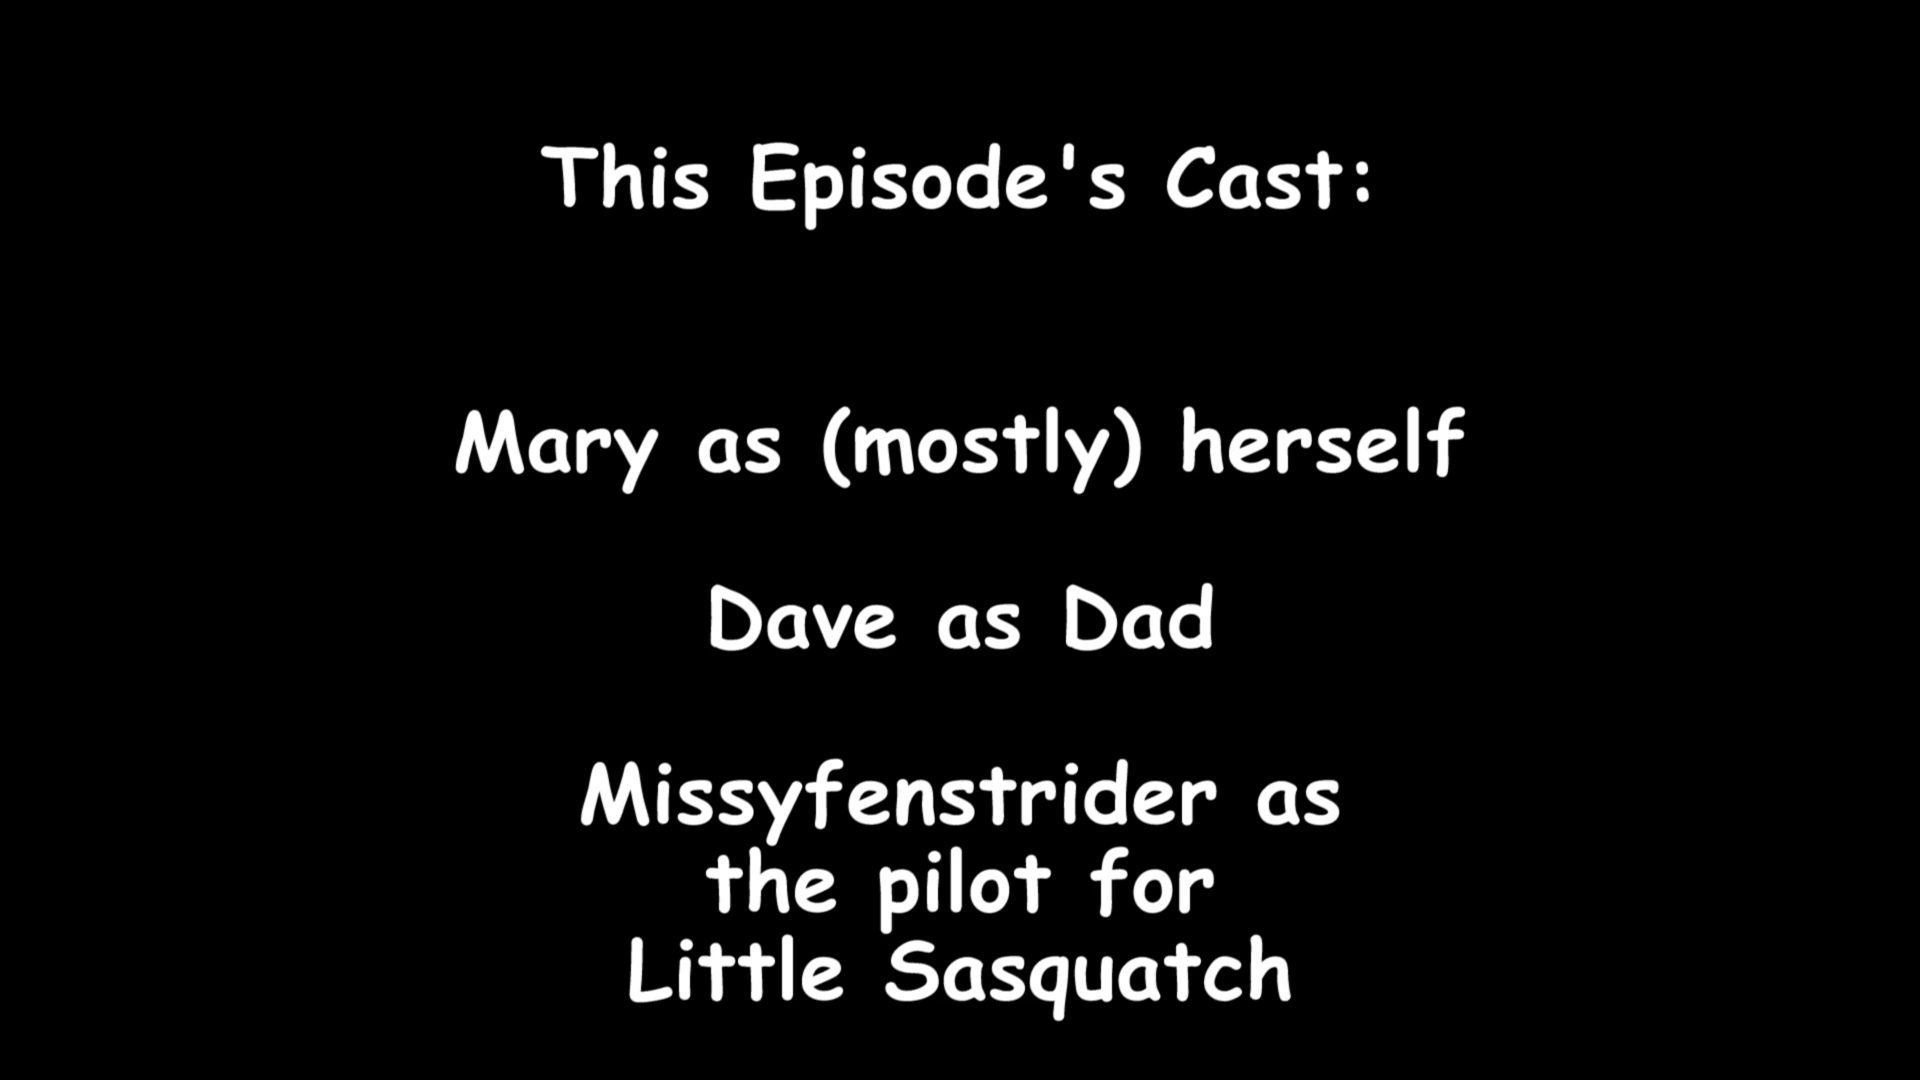 This Episode's Cast:
Mary as (mostly) herself
Dave as Dad
Missyfenstrider as
the pilot for
Little Sasquatch